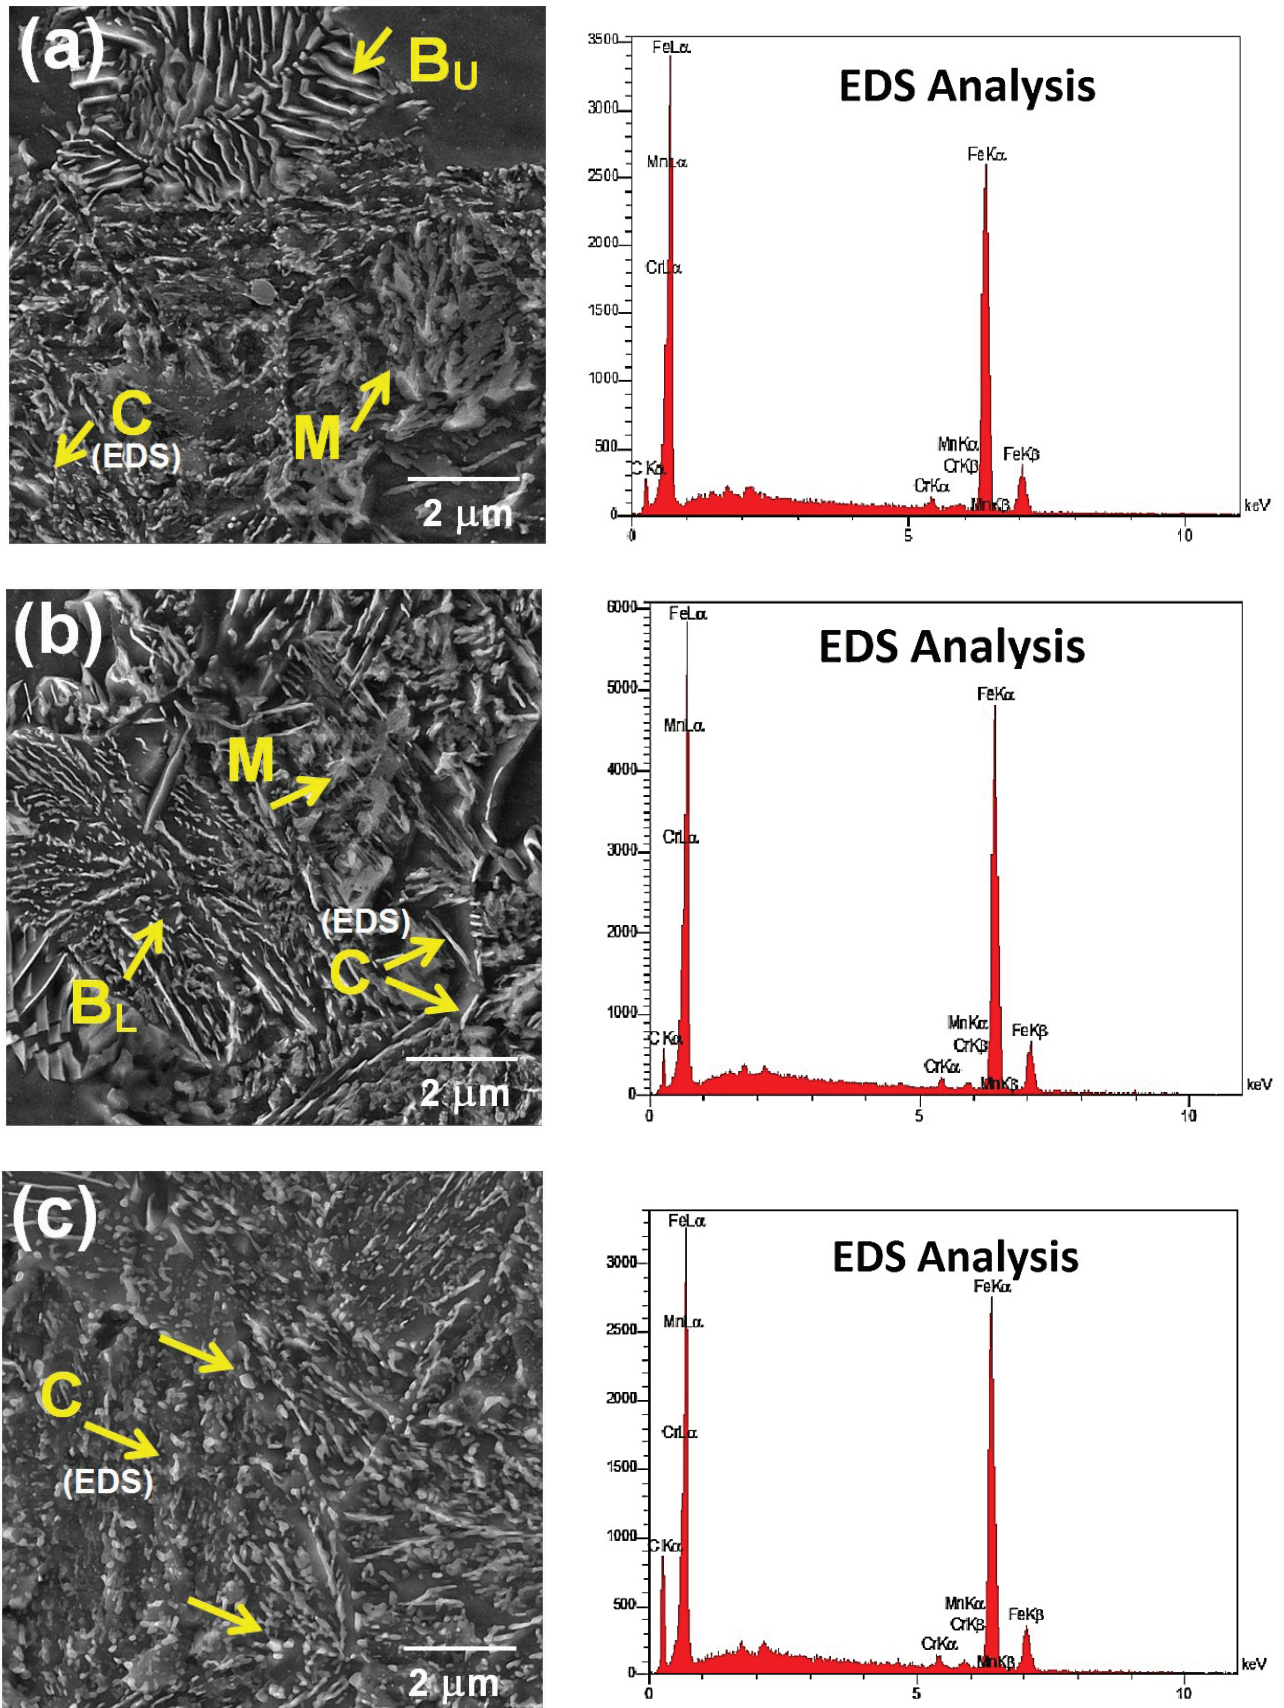 (a)
B_U
C
(EDS)
M
2 μm
EDS Analysis
3500
3000
2500
2000
1500
1000
500
0
FeLα
MnLα
CrLα
C Kα
FeKα
MnKα
CrKβ
CrKα
MnKβ
FeKβ
0
5
10
keV
(b)
M
(EDS)
C
B_L
2 μm
EDS Analysis
6000
5000
4000
3000
2000
1000
0
FeLα
MnLα
CrLα
C Kα
FeKα
MnKα
CrKβ
CrKα
MnKβ
FeKβ
0
5
10
keV
(c)
C
(EDS)
2 μm
EDS Analysis
3000
2500
2000
1500
1000
500
0
FeLα
MnLα
CrLα
C Kα
FeKα
MnKα
CrKβ
CrKα
MnKβ
FeKβ
0
5
10
keV